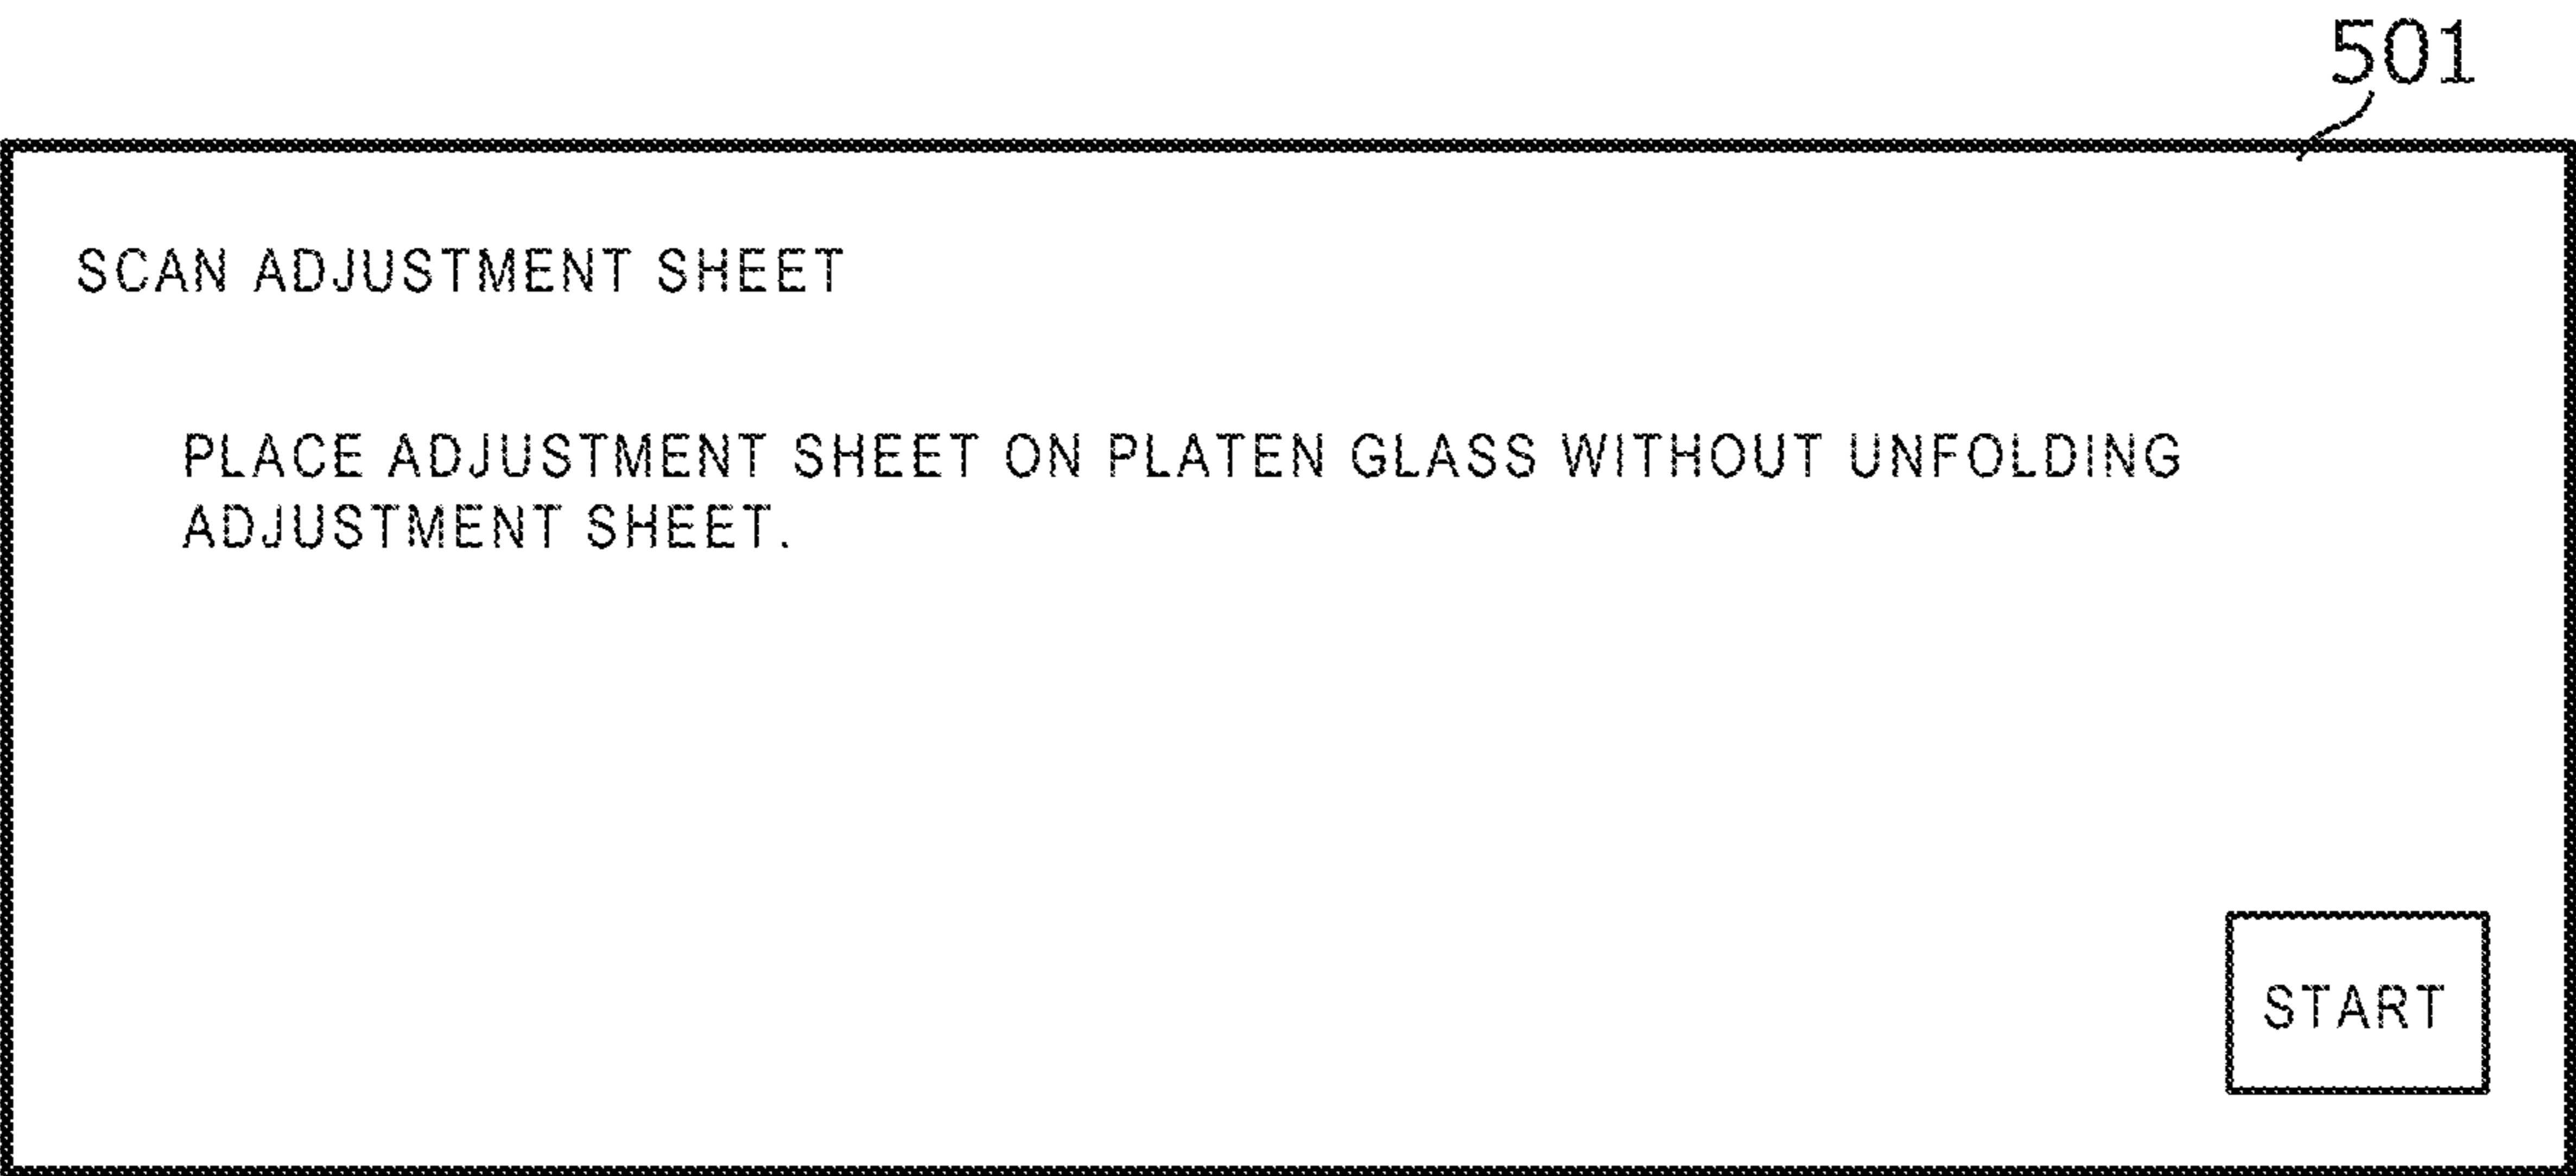 501
SCAN ADJUSTMENT SHEET
PLACE ADJUSTMENT SHEET ON PLATEN GLASS WITHOUT UNFOLDING
ADJUSTMENT SHEET.
START